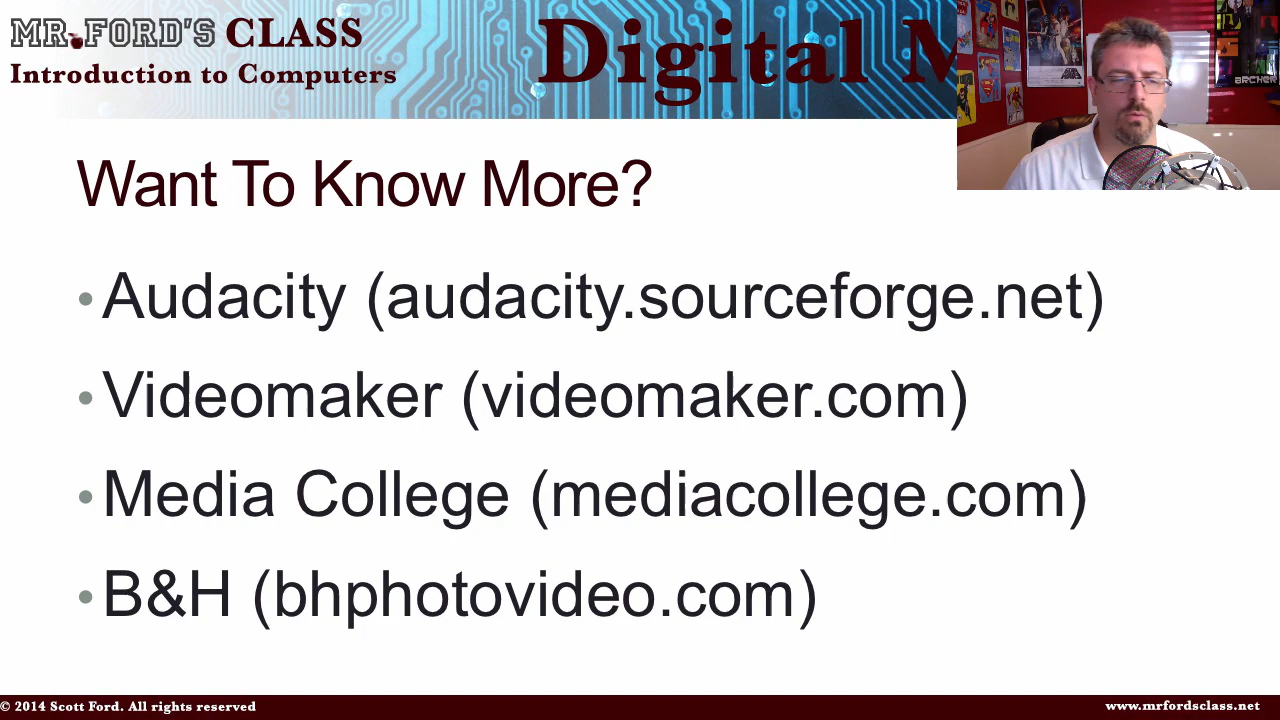 MR. FORD'S CLASS
Introduction to Computers
Digital M
ARCHER
Want To Know More?
• Audacity (audacity.sourceforge.net)
• Videomaker (videomaker.com)
• Media College (mediacollege.com)
• B&H (bhphotovideo.com)
© 2014 Scott Ford. All rights reserved
www.mrfordsclass.net